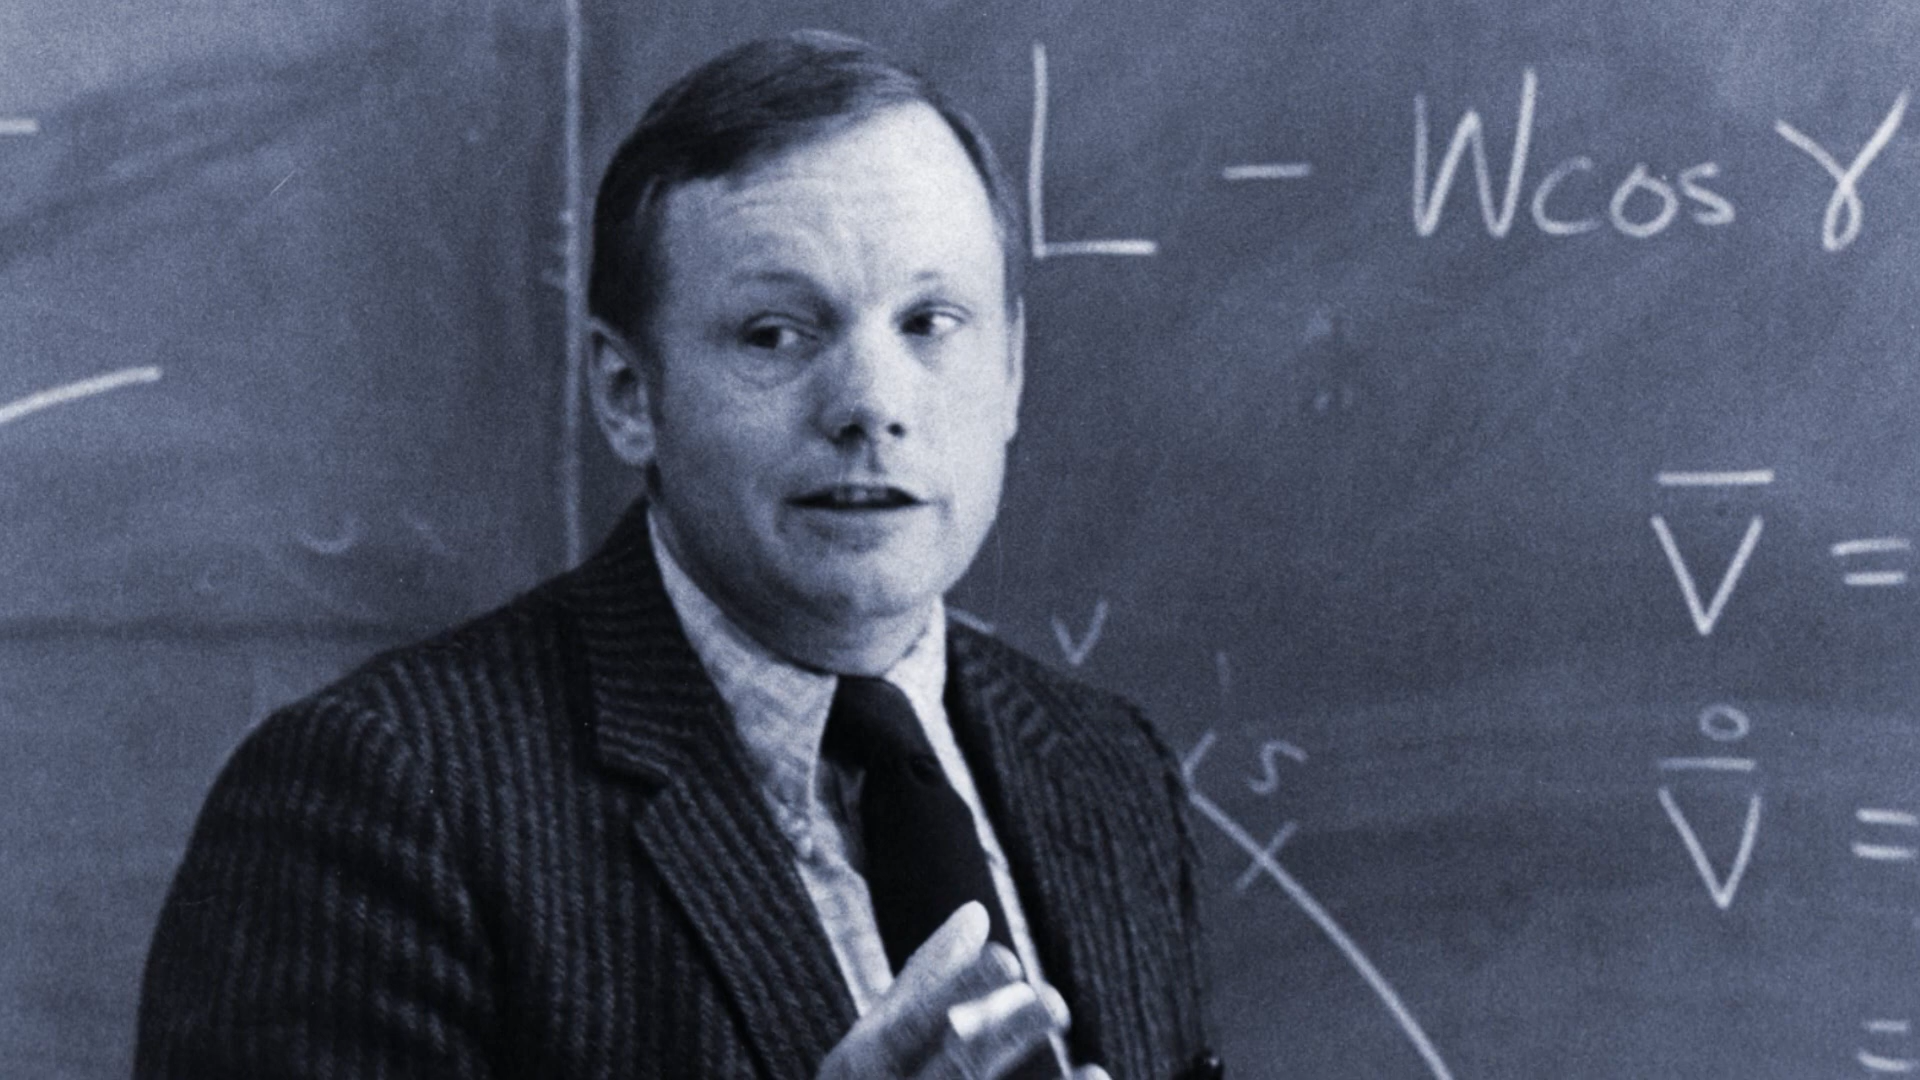 L - Wcos γ
V̅ =
V
S
V̅̊ =
=